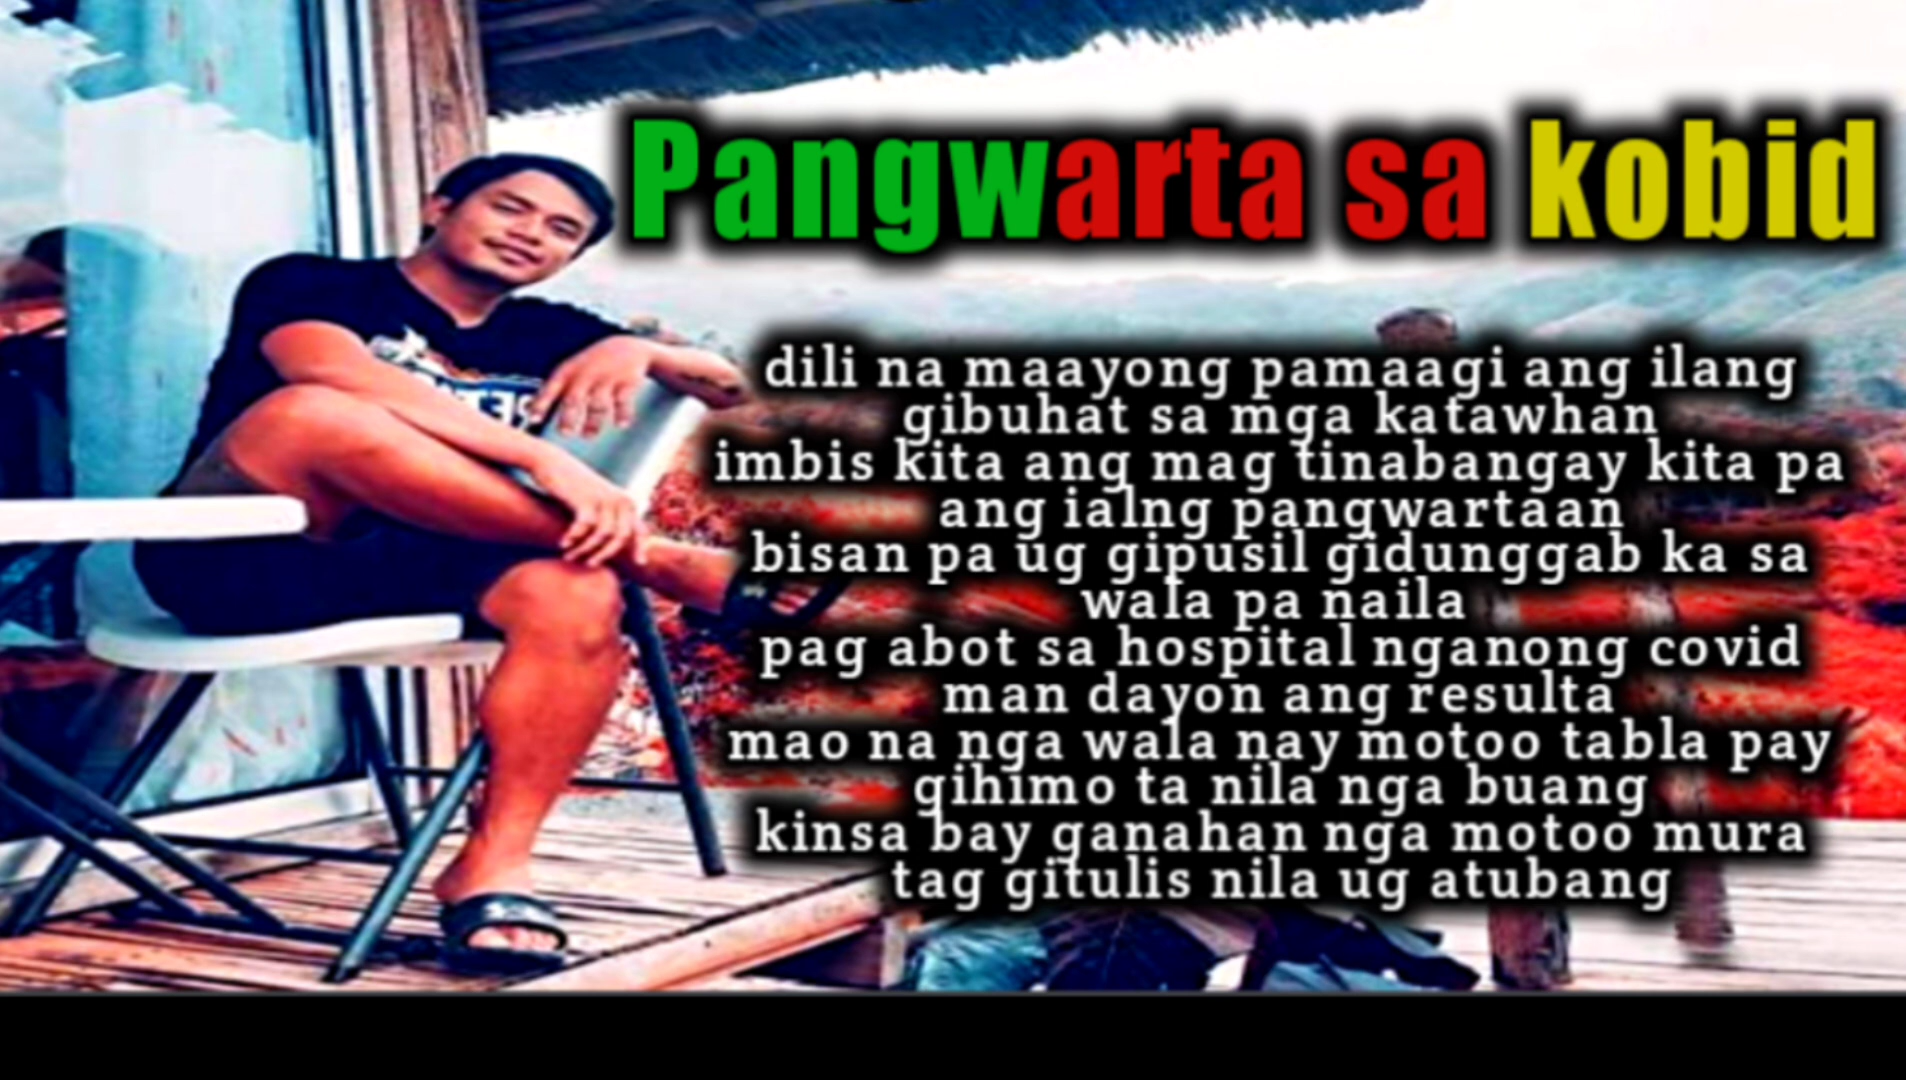 Pangwarta sa kobid
dili na maayong pamaagi ang ilang
gibuhat sa mga katawhan
imbis kita ang mag tinabangay kita pa
ang ialng pangwartaan
bisan pa ug gipusil gidunggab ka sa
wala pa naila
pag abot sa hospital nganong covid
man dayon ang resulta
mao na nga wala nay motoo tabla pay
gihimo ta nila nga buang
kinsa bay ganahan nga motoo mura
tag gitulis nila ug atubang